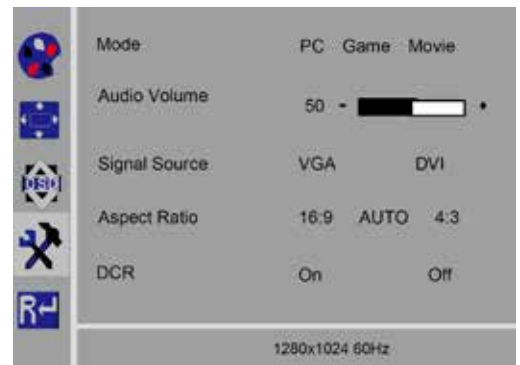 Mode PC Game Movie
Audio Volume 50 - +
Signal Source VGA DVI
Aspect Ratio 16:9 AUTO 4:3
OSD
DCR On Off
R
1280x1024 60Hz